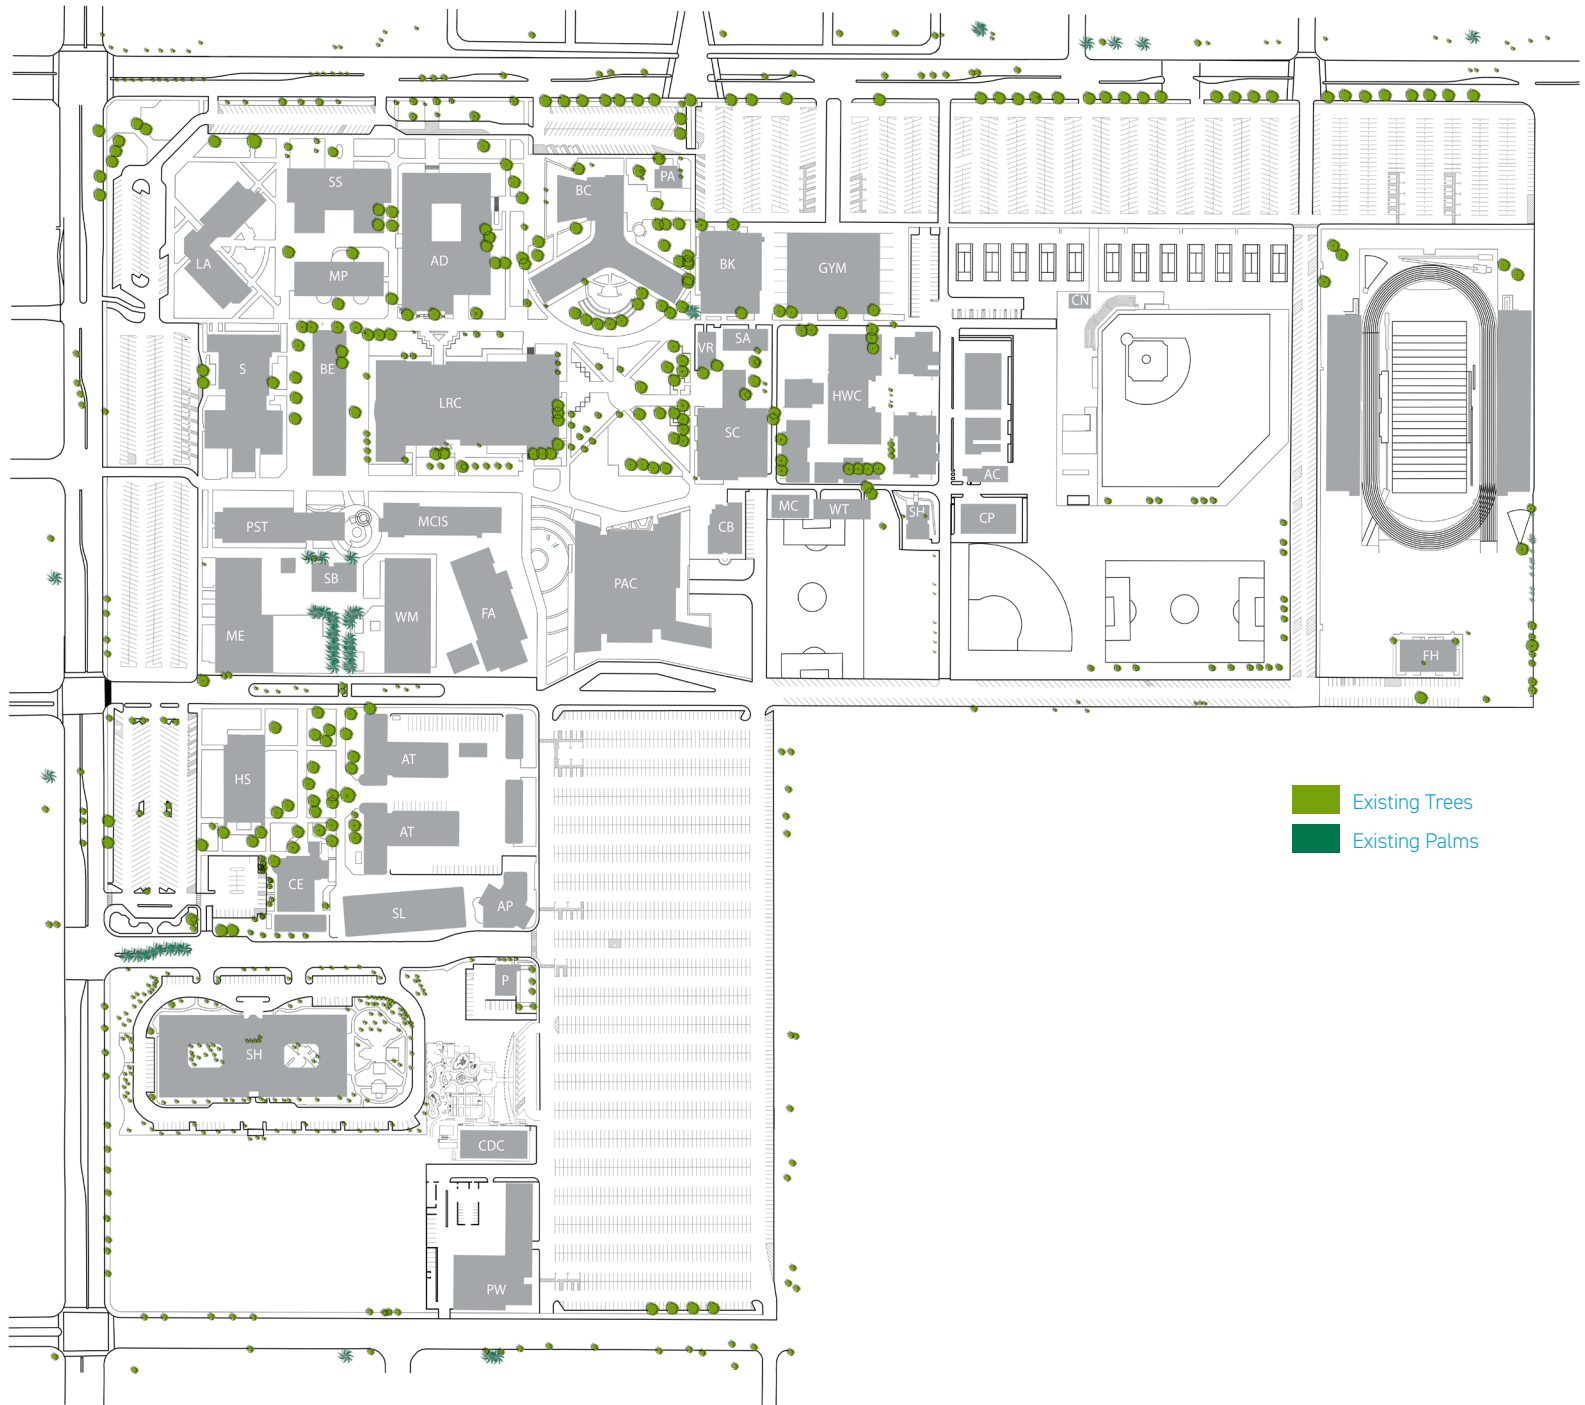 SS
PA
BC
LA
AD
MP
BK
GYM
CN
S
BE
VR
SA
LRC
HWC
SC
AC
MC
WT
SH
CP
PST
MCIS
CB
SB
PAC
ME
WM
FA
FH
HS
AT
Existing Trees
AT
Existing Palms
CE
SL
AP
P
SH
CDC
PW